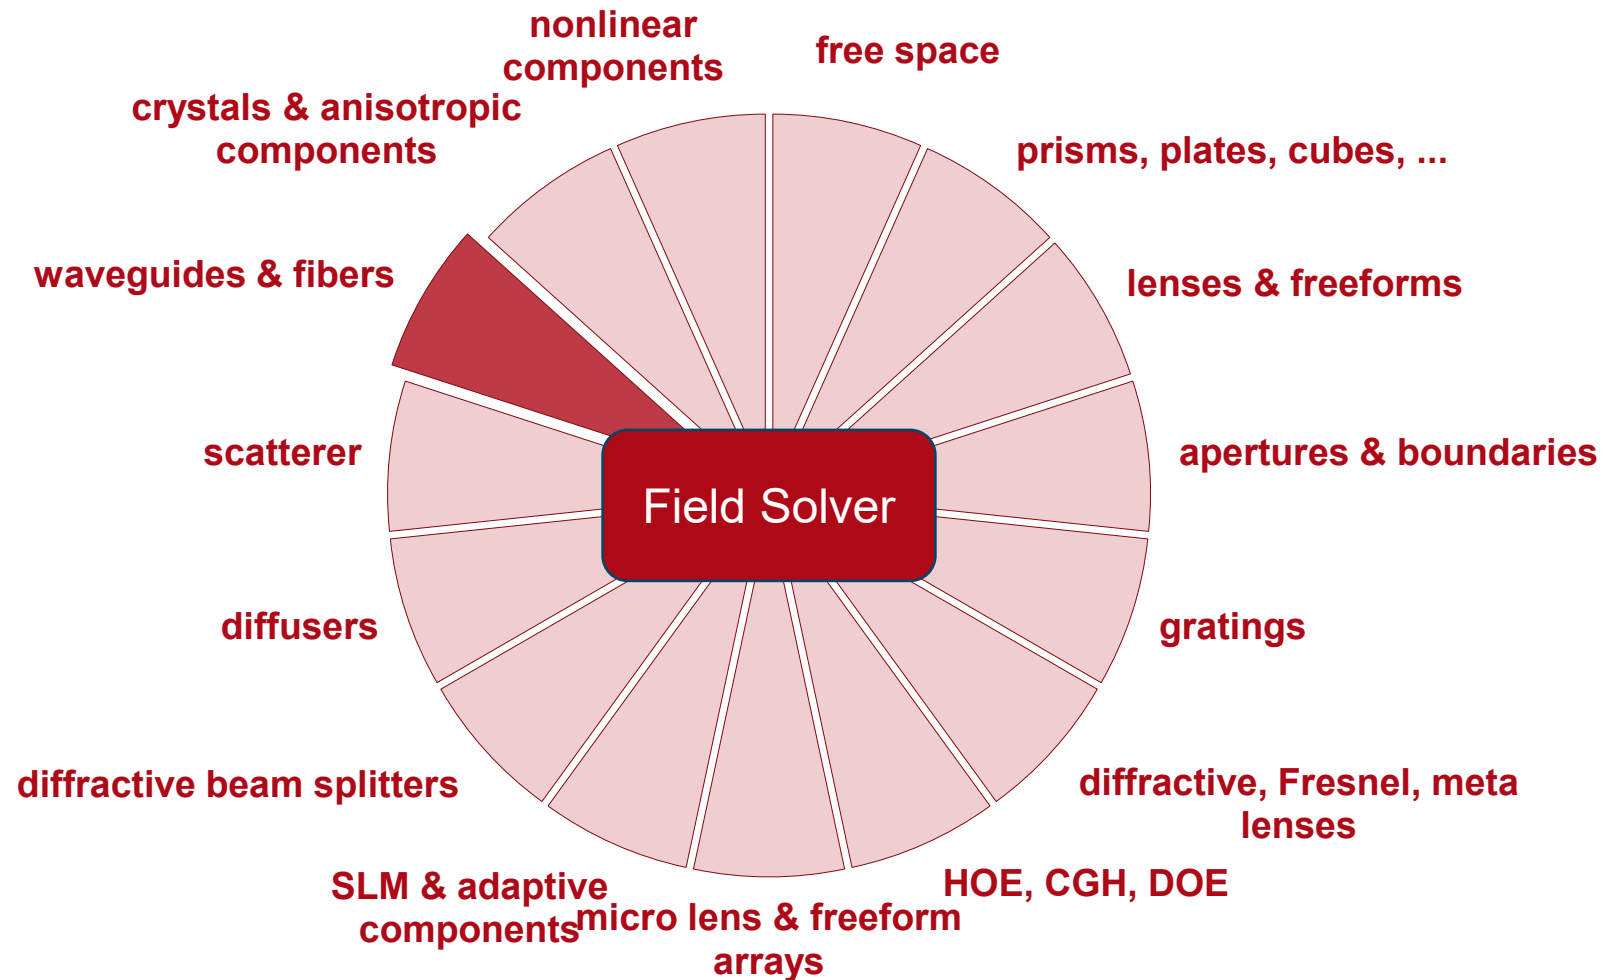 nonlinear
components
free space
crystals & anisotropic
components
prisms, plates, cubes, ...
waveguides & fibers
lenses & freeforms
scatterer
apertures & boundaries
Field Solver
diffusers
gratings
diffractive beam splitters
diffractive, Fresnel, meta
lenses
SLM & adaptive
components
HOE, CGH, DOE
micro lens & freeform
arrays